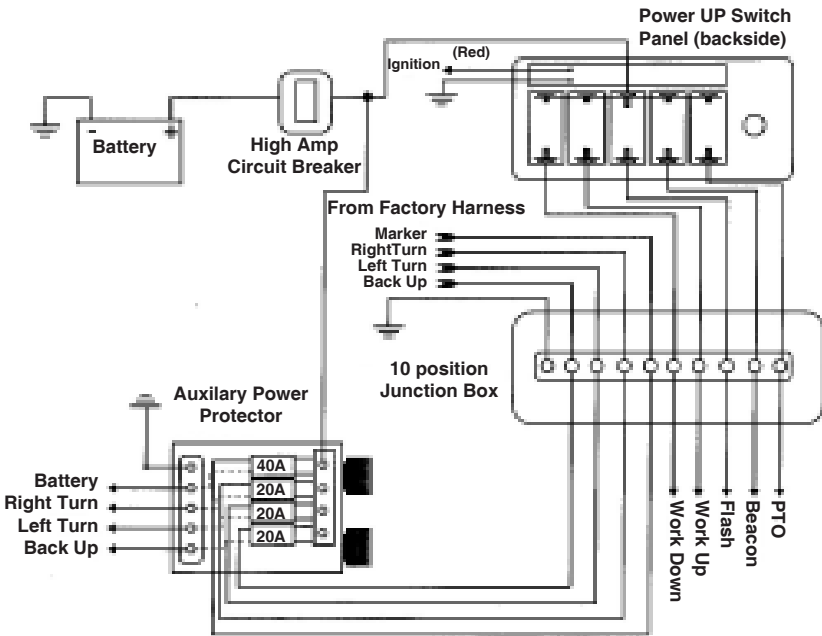 Power UP Switch
Panel (backside)
(Red)
Ignition
- +
Battery
High Amp
Circuit Breaker
From Factory Harness
Marker
RightTurn
Left Turn
Back Up
10 position
Junction Box
Auxilary Power
Protector
40A
20A
20A
20A
Battery
Right Turn
Left Turn
Back Up
Work Down
Work Up
Flash
Beacon
PTO